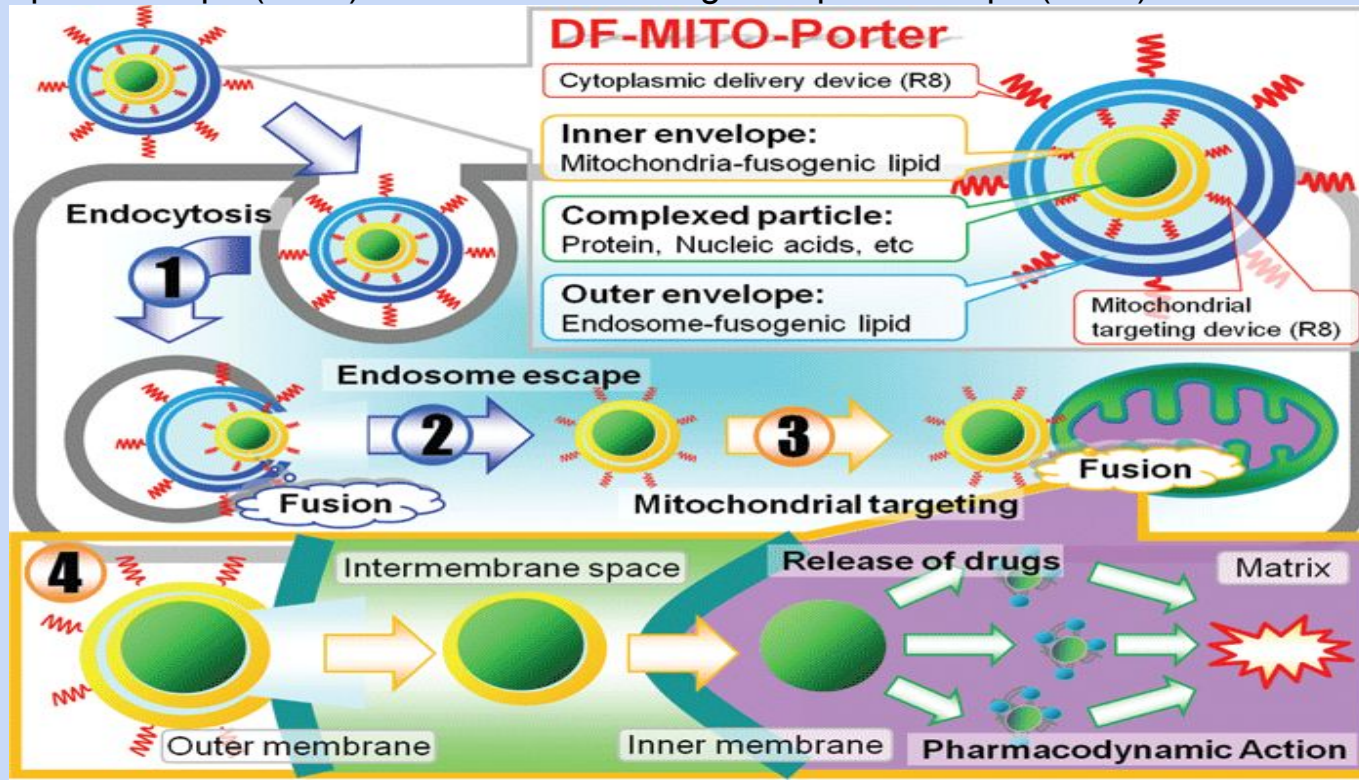 DF-MITO-Porter
Cytoplasmic delivery device (R8)
Inner envelope:
Mitochondria-fusogenic lipid
Complexed particle:
Protein, Nucleic acids, etc
Outer envelope:
Endosome-fusogenic lipid
Mitochondrial
targeting device (R8)
Endocytosis
1
Endosome escape
2
3
Fusion
Mitochondrial targeting
Fusion
4
Intermembrane space
Release of drugs
Matrix
Outer membrane
Inner membrane
Pharmacodynamic Action